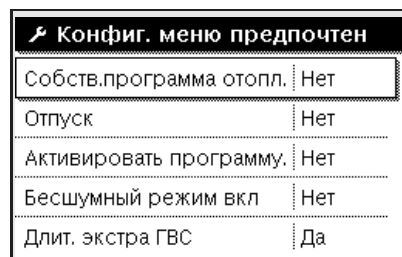 Конфиг. меню предпочтен
Собств.программа отопл. Нет
Отпуск Нет
Активировать программу. Нет
Бесшумный режим вкл Нет
Длит. экстра ГВС Да